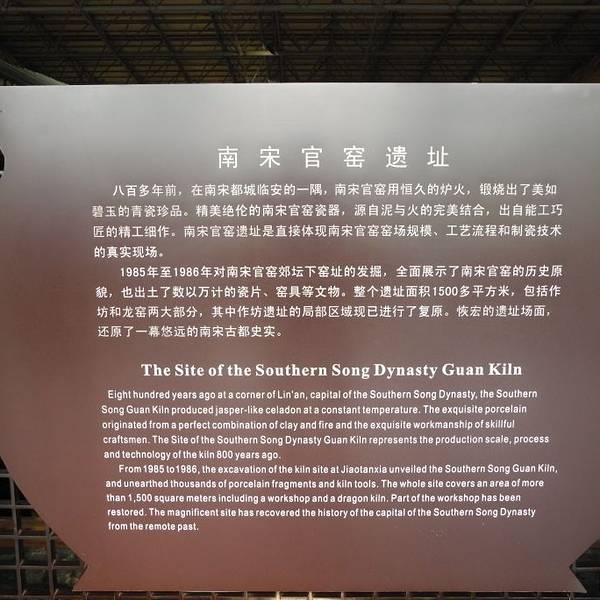 南宋官窑遗址
八百多年前，在南宋都城临安的一隅，南宋官窑用恒久的炉火，锻烧出了美如
碧玉的青瓷珍品。精美绝伦的南宋官窑瓷器，源自泥与火的完美结合，出自能工巧
匠的精工细作。南宋官窑遗址是直接体现南宋官窑窑场规模、工艺流程和制瓷技术
的真实现场。
1985年至1986年对南宋官窑郊坛下窑址的发掘，全面展示了南宋官窑的历史原
貌，也出土了数以万计的瓷片、窑具等文物。整个遗址面积1500多平方米，包括作
坊和龙窑两大部分，其中作坊遗址的局部区域现已进行了复原。恢宏的遗址场面，
还原了一幕悠远的南宋古都史实。
The Site of the Southern Song Dynasty Guan Kiln
Eight hundred years ago at a corner of Lin'an, capital of the Southern Song Dynasty, the Southern
Song Guan Kiln produced jasper-like celadon at a constant temperature. The exquisite porcelain
originated from a perfect combination of clay and fire and the exquisite workmanship of skillful
craftsmen. The Site of the Southern Song Dynasty Guan Kiln represents the production scale, process
and technology of the kiln 800 years ago.
From 1985 to1986, the excavation of the kiln site at Jiaotanxia unveiled the Southern Song Guan Kiln,
and unearthed thousands of porcelain fragments and kiln tools. The whole site covers an area of more
than 1,500 square meters including a workshop and a dragon kiln. Part of the workshop has been
restored. The magnificent site has recovered the history of the capital of the Southern Song Dynasty
from the remote past.